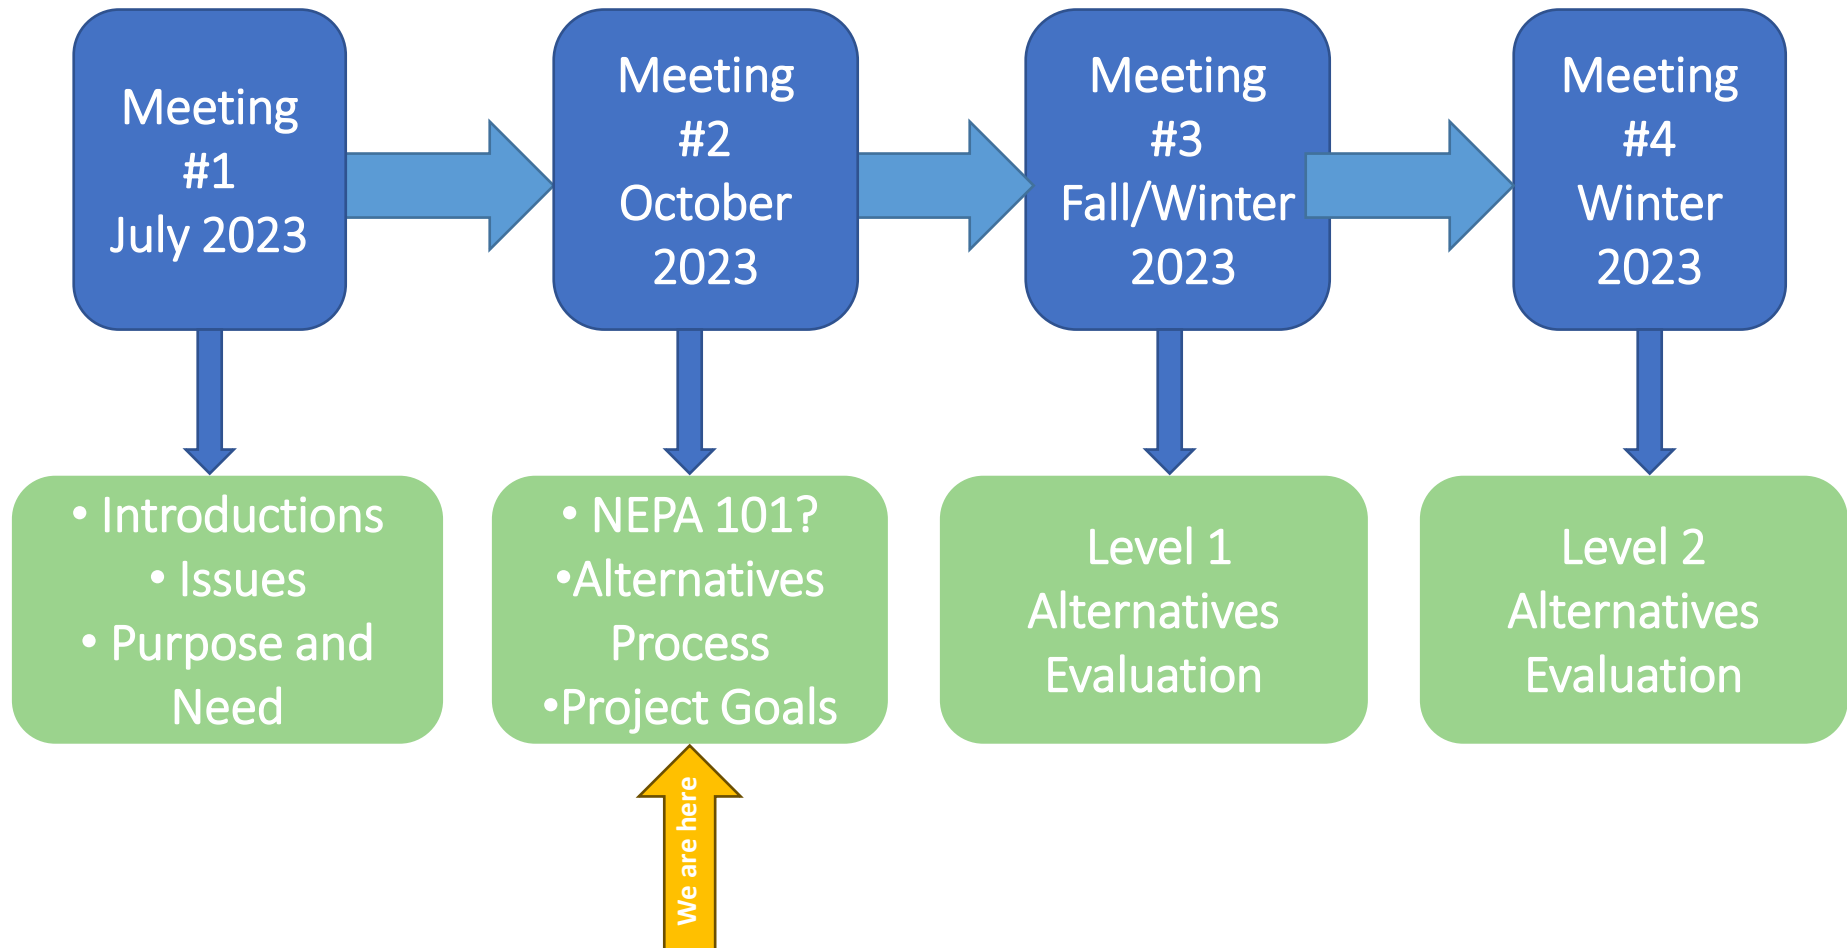 Meeting
#1
July 2023
Meeting
#2
October
2023
Meeting
#3
Fall/Winter
2023
Meeting
#4
Winter
2023
• Introductions
• Issues
• Purpose and
Need
• NEPA 101?
•Alternatives
Process
•Project Goals
Level 1
Alternatives
Evaluation
Level 2
Alternatives
Evaluation
We are here